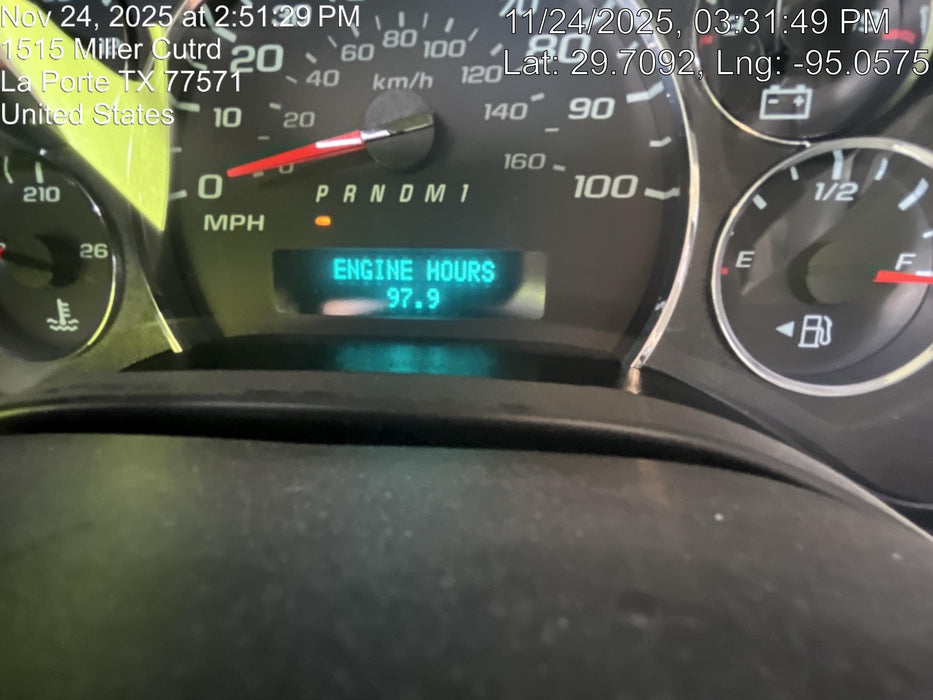 Nov 24, 2025 at 2:51:29 PM
1515 Miller Cutrd
La Porte TX 77571
United States
11/24/2025, 03:31:49 PM
Lat: 29.7092, Lng: -95.0575
20 60 80 100 80
40 km/h 120
10 20 140 90
0 0 160 100
MPH
P R N D M 1
ENGINE HOURS
97.9
210
26
1/2
E F